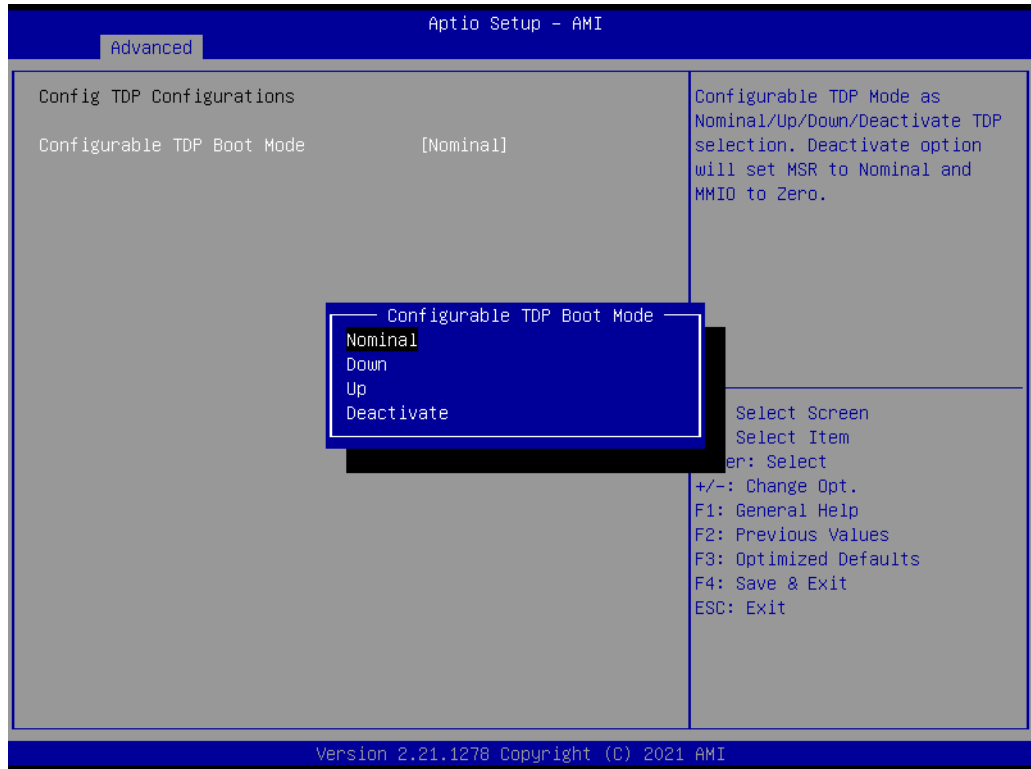 Aptio Setup – AMI
Advanced
Config TDP Configurations
Configurable TDP Boot Mode [Nominal]
Configurable TDP Mode as
Nominal/Up/Down/Deactivate TDP
selection. Deactivate option
will set MSR to Nominal and
MMIO to Zero.
Configurable TDP Boot Mode
Nominal
Down
Up
Deactivate
Select Screen
Select Item
er: Select
+/-: Change Opt.
F1: General Help
F2: Previous Values
F3: Optimized Defaults
F4: Save & Exit
ESC: Exit
Version 2.21.1278 Copyright (C) 2021 AMI